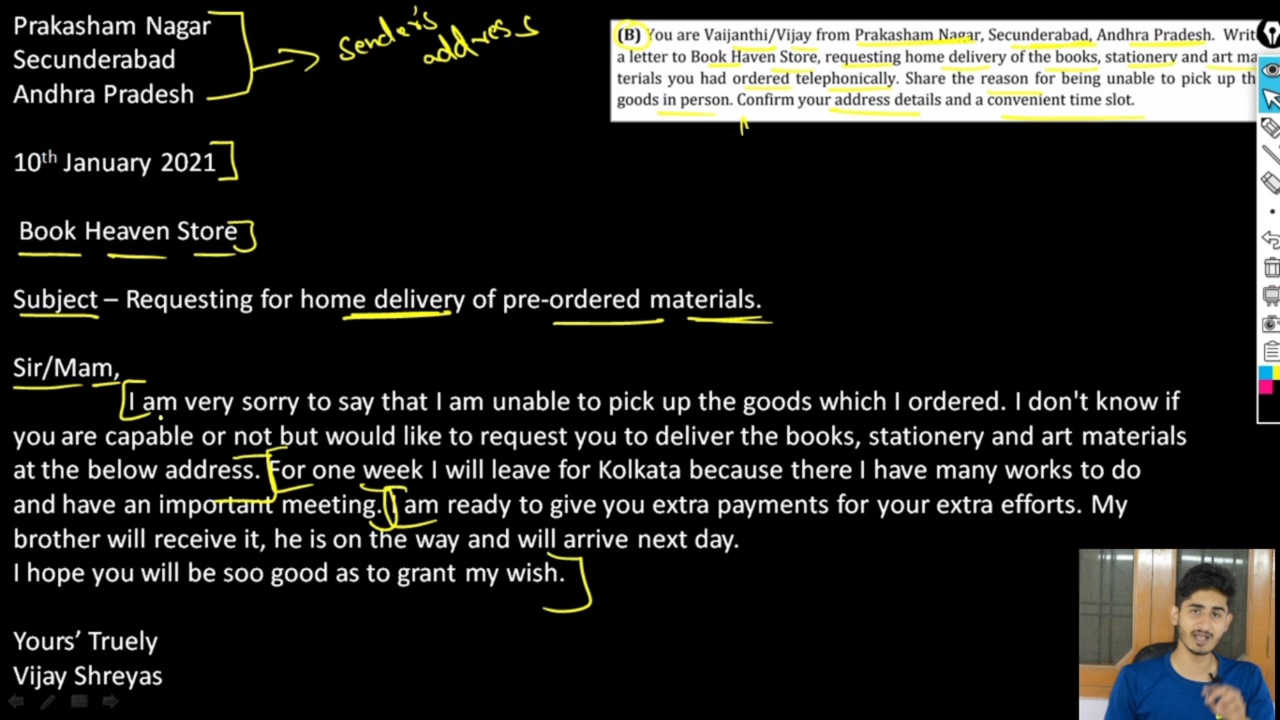 Prakasham Nagar
Secunderabad
Andhra Pradesh
sender's
address
(B) You are Vaijanthi/Vijay from Prakasham Nagar, Secunderabad, Andhra Pradesh. Writ
a letter to Book Haven Store, requesting home delivery of the books, stationery and art ma
terials you had ordered telephonically. Share the reason for being unable to pick up th
goods in person. Confirm your address details and a convenient time slot.
10th January 2021
Book Heaven Store
Subject – Requesting for home delivery of pre-ordered materials.
Sir/Mam,
I am very sorry to say that I am unable to pick up the goods which I ordered. I don't know if
you are capable or not but would like to request you to deliver the books, stationery and art materials
at the below address. For one week I will leave for Kolkata because there I have many works to do
and have an important meeting. I am ready to give you extra payments for your extra efforts. My
brother will receive it, he is on the way and will arrive next day.
I hope you will be soo good as to grant my wish.
Yours' Truely
Vijay Shreyas